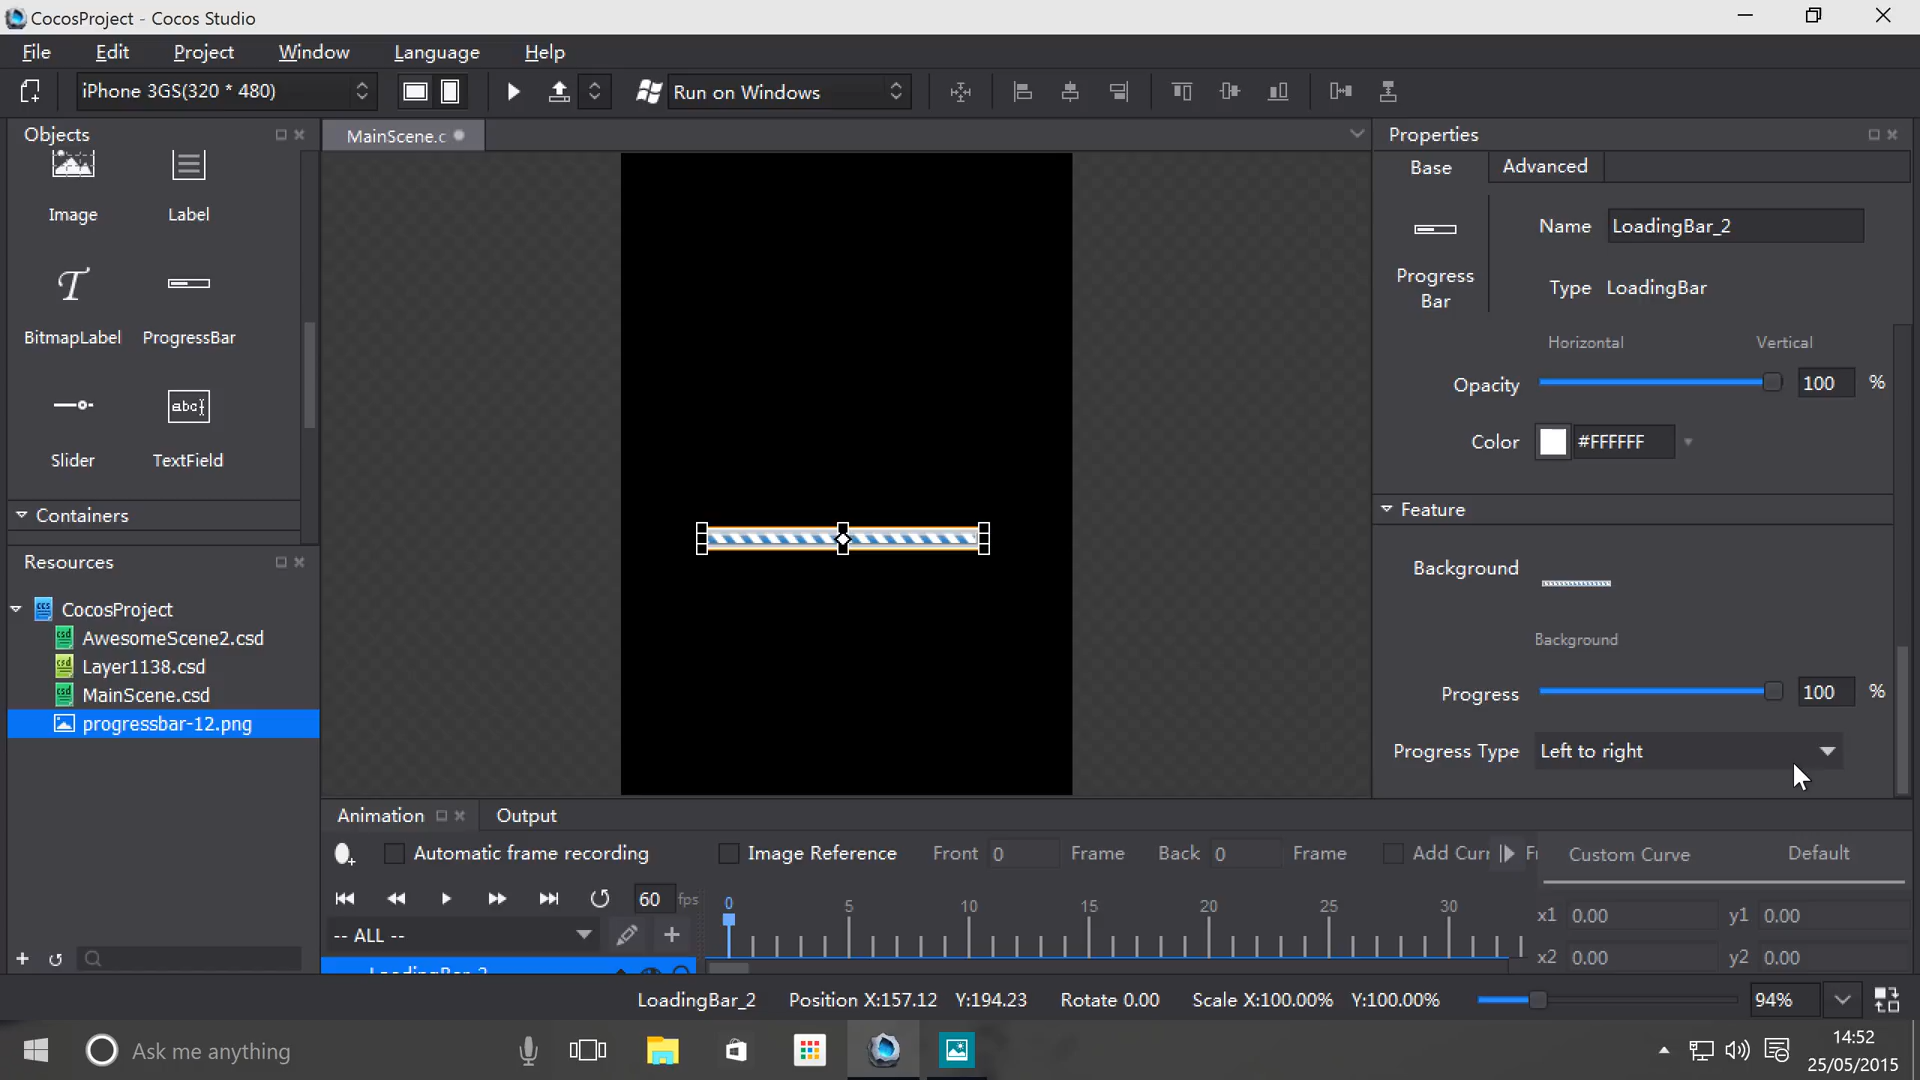 CocosProject - Cocos Studio
File Edit Project Window Language Help
iPhone 3GS(320 * 480) Run on Windows
Objects
MainScene.c
Properties
Base Advanced
Image Label
Name LoadingBar_2
Progress Bar
Type LoadingBar
BitmapLabel ProgressBar
Horizontal Vertical
Opacity 100 %
abc
Color #FFFFFF
Slider TextField
Containers
Feature
Resources
Background
CocosProject
AwesomeScene2.csd
Background
Layer1138.csd
MainScene.csd
Progress 100 %
progressbar-12.png
Progress Type Left to right
Animation Output
Automatic frame recording Image Reference Front 0 Frame Back 0 Frame Add Curr Custom Curve Default
60 fps 0 5 10 15 20 25 30
x1 0.00 y1 0.00
-- ALL --
x2 0.00 y2 0.00
LoadingBar_2 Position X:157.12 Y:194.23 Rotate 0.00 Scale X:100.00% Y:100.00% 94%
Ask me anything
14:52
25/05/2015